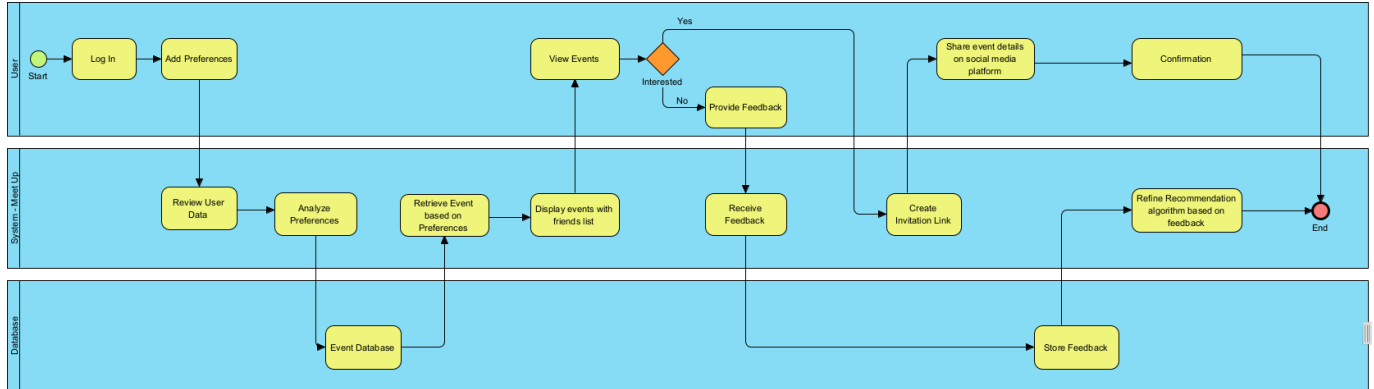 User
Start
Log In
Add Preferences
View Events
Interested
Yes
No
Provide Feedback
Share event details
on social media
platform
Confirmation
System - Meet Up
Review User
Data
Analyze
Preferences
Retrieve Event
based on
Preferences
Display events with
friends list
Receive
Feedback
Create
Invitation Link
Refine Recommendation
algorithm based on
feedback
End
Database
Event Database
Store Feedback